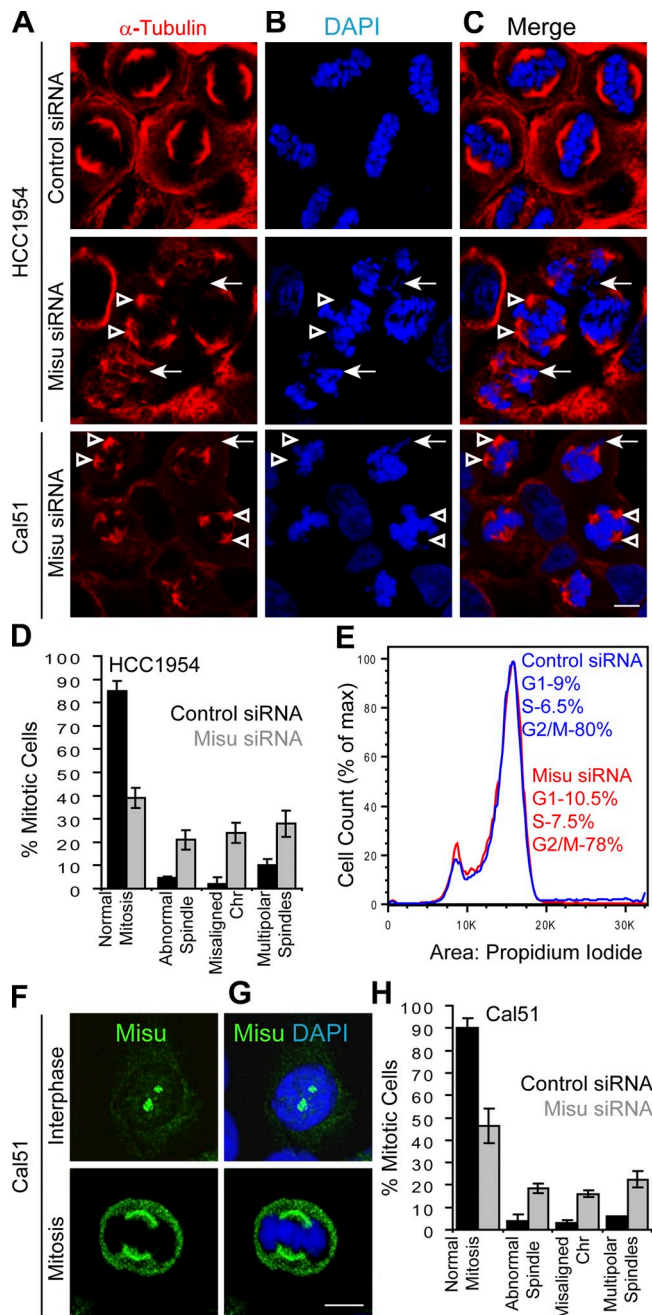 A
α-Tubulin
B
DAPI
C
Merge
HCC1954
Control siRNA
Misu siRNA
Cal51
Misu siRNA
D
HCC1954
Control siRNA
Misu siRNA
% Mitotic Cells
100
90
80
70
60
50
40
30
20
10
0
Normal
Mitosis
Abnormal
Spindle
Misaligned
Chr
Multipolar
Spindles
E
Control siRNA
G1-9%
S-6.5%
G2/M-80%
Misu siRNA
G1-10.5%
S-7.5%
G2/M-78%
Cell Count (% of max)
100
80
60
40
20
0
10K
20K
30K
Area: Propidium Iodide
F
Misu
G
Misu DAPI
Cal51
Interphase
Mitosis
H
Cal51
Control siRNA
Misu siRNA
% Mitotic Cells
100
90
80
70
60
50
40
30
20
10
0
Normal
Mitosis
Abnormal
Spindle
Misaligned
Chr
Multipolar
Spindles